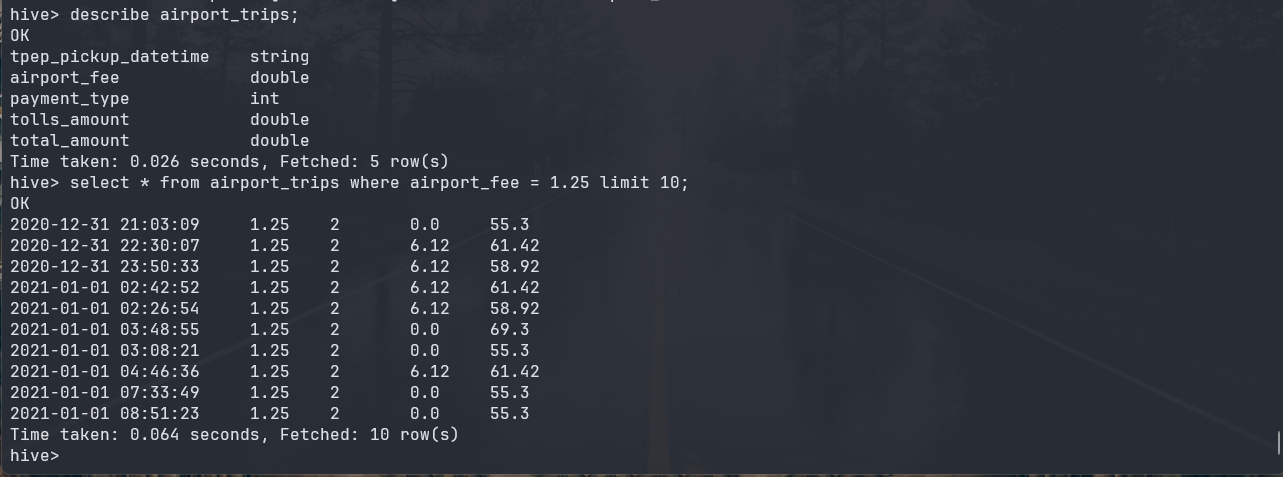 hive> describe airport_trips;
OK
tpep_pickup_datetime    string
airport_fee             double
payment_type            int
tolls_amount            double
total_amount            double
Time taken: 0.026 seconds, Fetched: 5 row(s)
hive> select * from airport_trips where airport_fee = 1.25 limit 10;
OK
2020-12-31 21:03:09     1.25    2       0.0     55.3
2020-12-31 22:30:07     1.25    2       6.12    61.42
2020-12-31 23:50:33     1.25    2       6.12    58.92
2021-01-01 02:42:52     1.25    2       6.12    61.42
2021-01-01 02:26:54     1.25    2       6.12    58.92
2021-01-01 03:48:55     1.25    2       0.0     69.3
2021-01-01 03:08:21     1.25    2       0.0     55.3
2021-01-01 04:46:36     1.25    2       6.12    61.42
2021-01-01 07:33:49     1.25    2       0.0     55.3
2021-01-01 08:51:23     1.25    2       0.0     55.3
Time taken: 0.064 seconds, Fetched: 10 row(s)
hive>